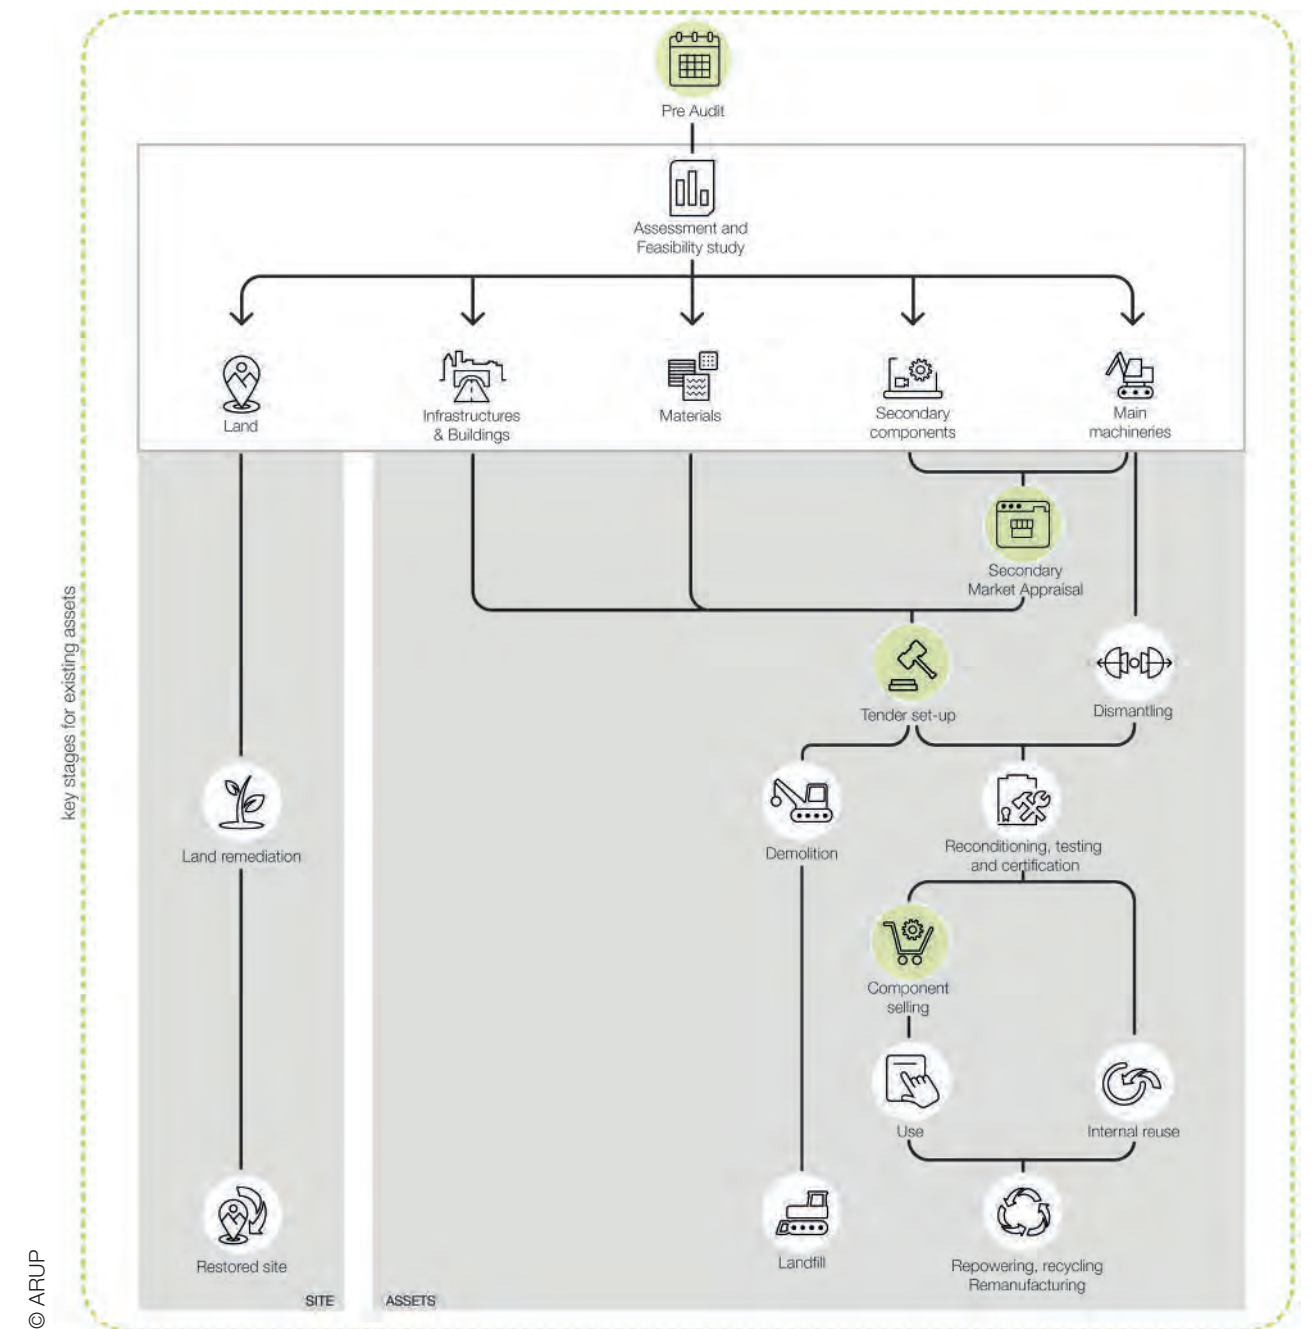 Pre Audit
Assessment and
Feasibility study
Land
Infrastructures
& Buildings
Materials
Secondary
components
Main
machineries
Secondary
Market Appraisal
Tender set-up
Dismantling
Land remediation
Demolition
Reconditioning, testing
and certification
Component
selling
Use
Internal reuse
Restored site
Landfill
Repowering, recycling
Remanufacturing
SITE
ASSETS
key stages for existing assets
© ARUP